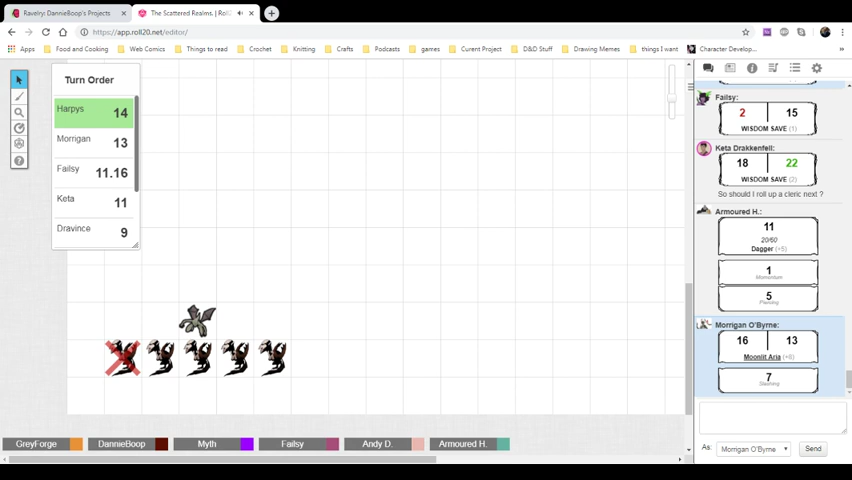 Ravelry: DannieBoop's Projects
The Scattered Realms. | Roll2
https://app.roll20.net/editor/
Apps
Food and Cooking
Web Comics
Things to read
Crochet
Knitting
Crafts
Podcasts
games
Curent Project
D&D Stuff
Drawing Memes
things I want
Character Develop...
Turn Order
Harpys 14
Morrigan 13
Failsy 11.16
Keta 11
Dravince 9
Failsy:
2 15
WISDOM SAVE (1)
Keta Drakkenfell:
18 22
WISDOM SAVE (2)
So should I roll up a cleric next ?
Armoured H.:
11
20/60
Dagger (+5)
1
Momentum
5
Piercing
Morrigan O'Byrne:
16 13
Moonlit Aria (+8)
7
Slashing
As: Morrigan O'Byrne Send
GreyForge
DannieBoop
Myth
Failsy
Andy D.
Armoured H.